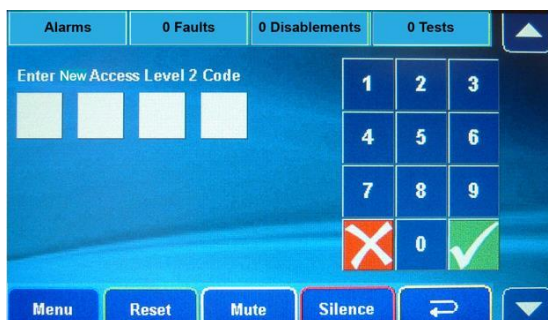 Alarms 0 Faults 0 Disablements 0 Tests
Enter New Access Level 2 Code
1 2 3
4 5 6
7 8 9
0
Menu Reset Mute Silence